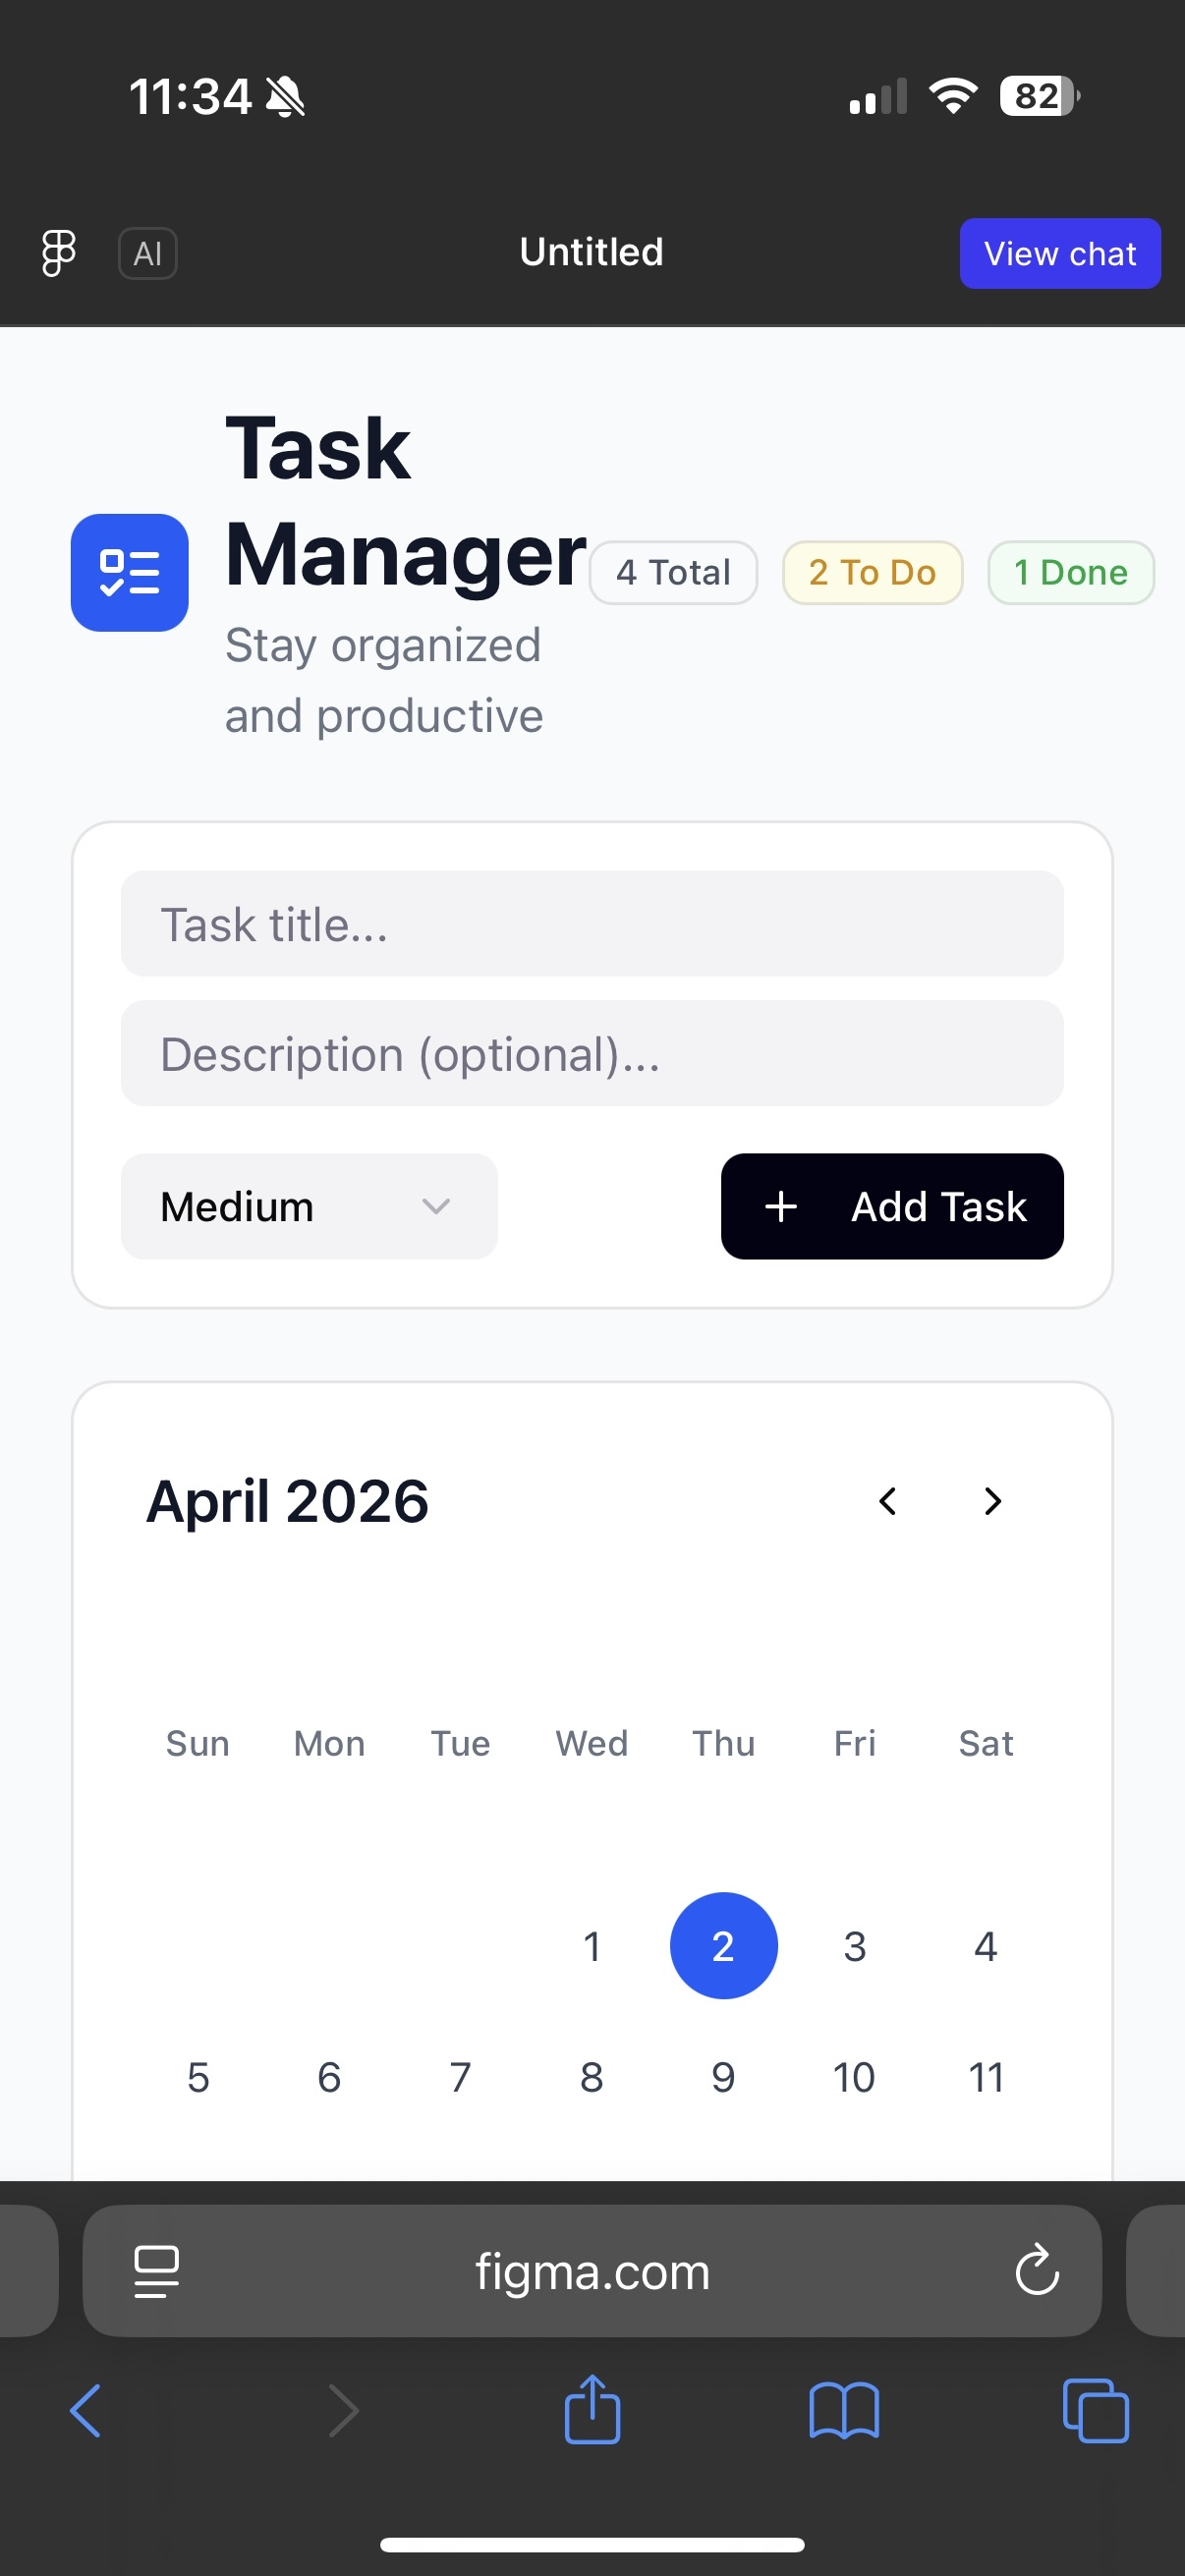 11:34
82
AI
Untitled
View chat
Task
Manager
4 Total
2 To Do
1 Done
Stay organized
and productive
Task title...
Description (optional)...
Medium
+ Add Task
April 2026
Sun Mon Tue Wed Thu Fri Sat
1 2 3 4
5 6 7 8 9 10 11
figma.com